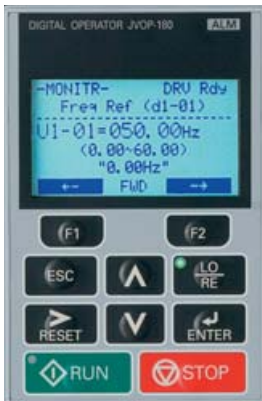 DIGITAL OPERATOR JVOP-180 ALM
-MONITR- DRV Rdy
Freq Ref (d1-01)
U1-01=050.00Hz
(0.00~60.00)
"0.00Hz"
←- FWD -→
F1 F2
ESC ∧ LO/RE
> RESET ∨ ENTER
RUN STOP